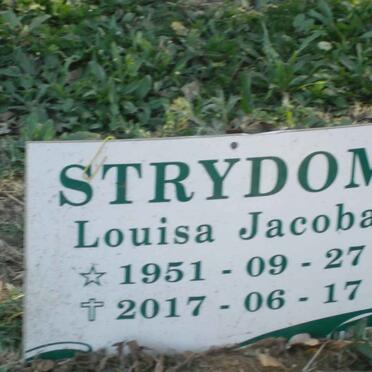 STRYDOM
Louisa Jacoba
☆ 1951 - 09 - 27
✝ 2017 - 06 - 17